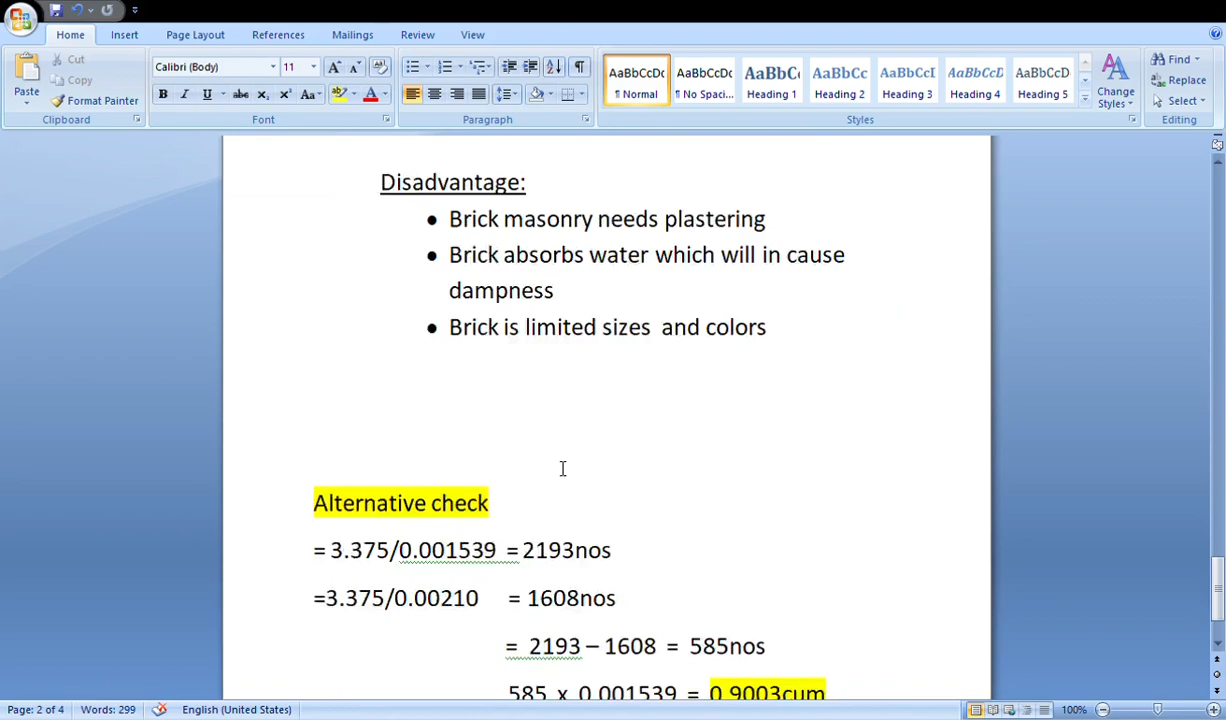 Home Insert Page Layout References Mailings Review View
Cut
Copy
Paste
Format Painter
Clipboard
Calibri (Body) 11
Font
Paragraph
AaBbCcDc AaBbCcDc AaBbC AaBbCc AaBbCcI AaBbCcD AaBbCcD
¶ Normal ¶ No Spaci... Heading 1 Heading 2 Heading 3 Heading 4 Heading 5
Change Styles
Styles
Find
Replace
Select
Editing
Disadvantage:
• Brick masonry needs plastering
• Brick absorbs water which will in cause
dampness
• Brick is limited sizes and colors
Alternative check
= 3.375/0.001539 = 2193nos
=3.375/0.00210 = 1608nos
= 2193 – 1608 = 585nos
585 x 0.001539 = 0.9003cum
Page: 2 of 4 Words: 299 English (United States) 100%